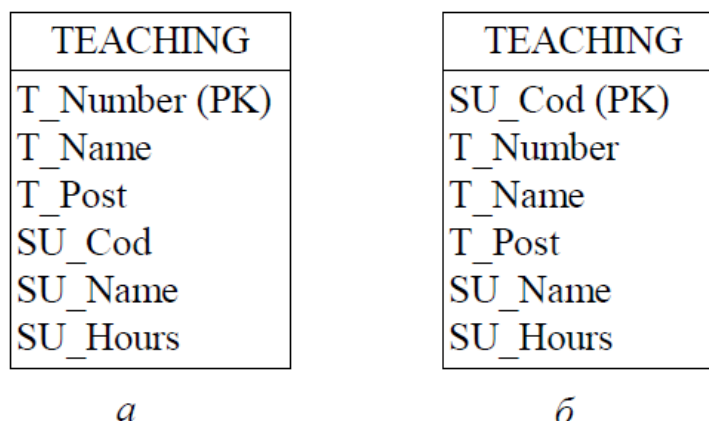 TEACHING
T_Number (PK)
T_Name
T_Post
SU_Cod
SU_Name
SU_Hours
а
TEACHING
SU_Cod (PK)
T_Number
T_Name
T_Post
SU_Name
SU_Hours
б